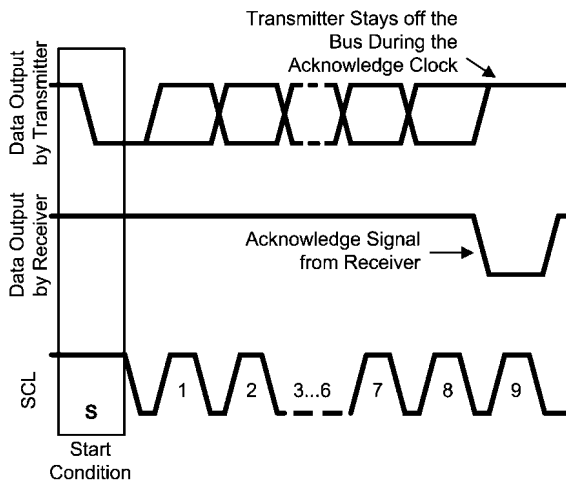 Transmitter Stays off the
Bus During the
Acknowledge Clock
Data Output
by Transmitter
Data Output
by Receiver
Acknowledge Signal
from Receiver
SCL
S
1
2
3...6
7
8
9
Start
Condition